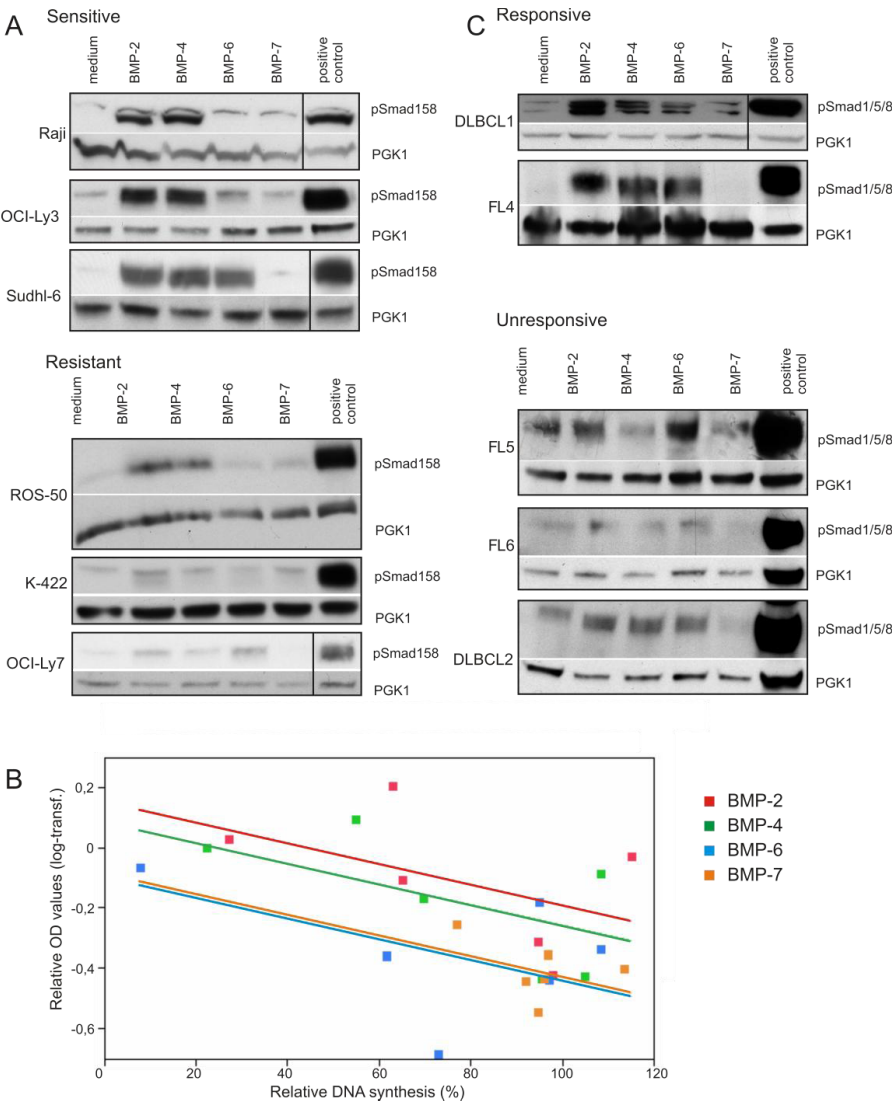 A
Sensitive
medium
BMP-2
BMP-4
BMP-6
BMP-7
positive
control
Raji
pSmad158
PGK1
OCI-Ly3
pSmad158
PGK1
Sudhl-6
pSmad158
PGK1
Resistant
medium
BMP-2
BMP-4
BMP-6
BMP-7
positive
control
ROS-50
pSmad158
PGK1
K-422
pSmad158
PGK1
OCI-Ly7
pSmad158
PGK1
C
Responsive
medium
BMP-2
BMP-4
BMP-6
BMP-7
positive
control
DLBCL1
pSmad1/5/8
PGK1
FL4
pSmad1/5/8
PGK1
Unresponsive
medium
BMP-2
BMP-4
BMP-6
BMP-7
positive
control
FL5
pSmad1/5/8
PGK1
FL6
pSmad1/5/8
PGK1
DLBCL2
pSmad1/5/8
PGK1
B
Relative OD values (log-transf.)
0,2
0
-0,2
-0,4
-0,6
0
20
40
60
80
100
120
Relative DNA synthesis (%)
BMP-2
BMP-4
BMP-6
BMP-7